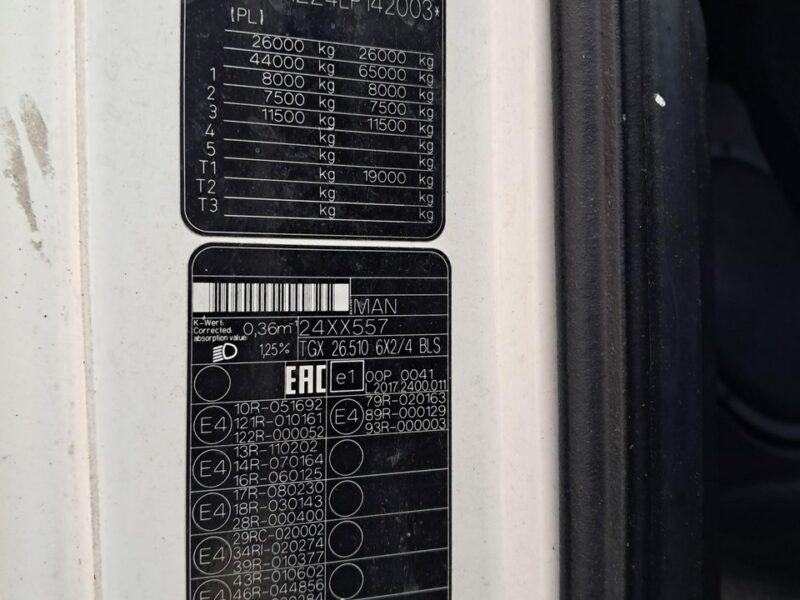 142003*
(PL)
26000 kg 26000 kg
44000 kg 65000 kg
1 8000 kg 8000 kg
2 7500 kg 7500 kg
3 11500 kg 11500 kg
4 kg kg
5 kg kg
T1 kg 19000 kg
T2 kg kg
T3 kg kg
MAN
K-Wert:
Corrected
absorption value:
0,36m⁻¹
24XX557
1,25%
TGX 26.510 6X2/4 BLS
EAC e1 00P 0041
2017.2400.011
E4 10R-051692
121R-010161
122R-000052
E4 79R-020163
89R-000129
93R-000003
E4 13R-110202
14R-070164
16R-060125
E4 17R-080230
18R-030143
28R-000400
E4 29RC-020002
34RI-020274
39R-010377
E4 43R-010602
46R-044856